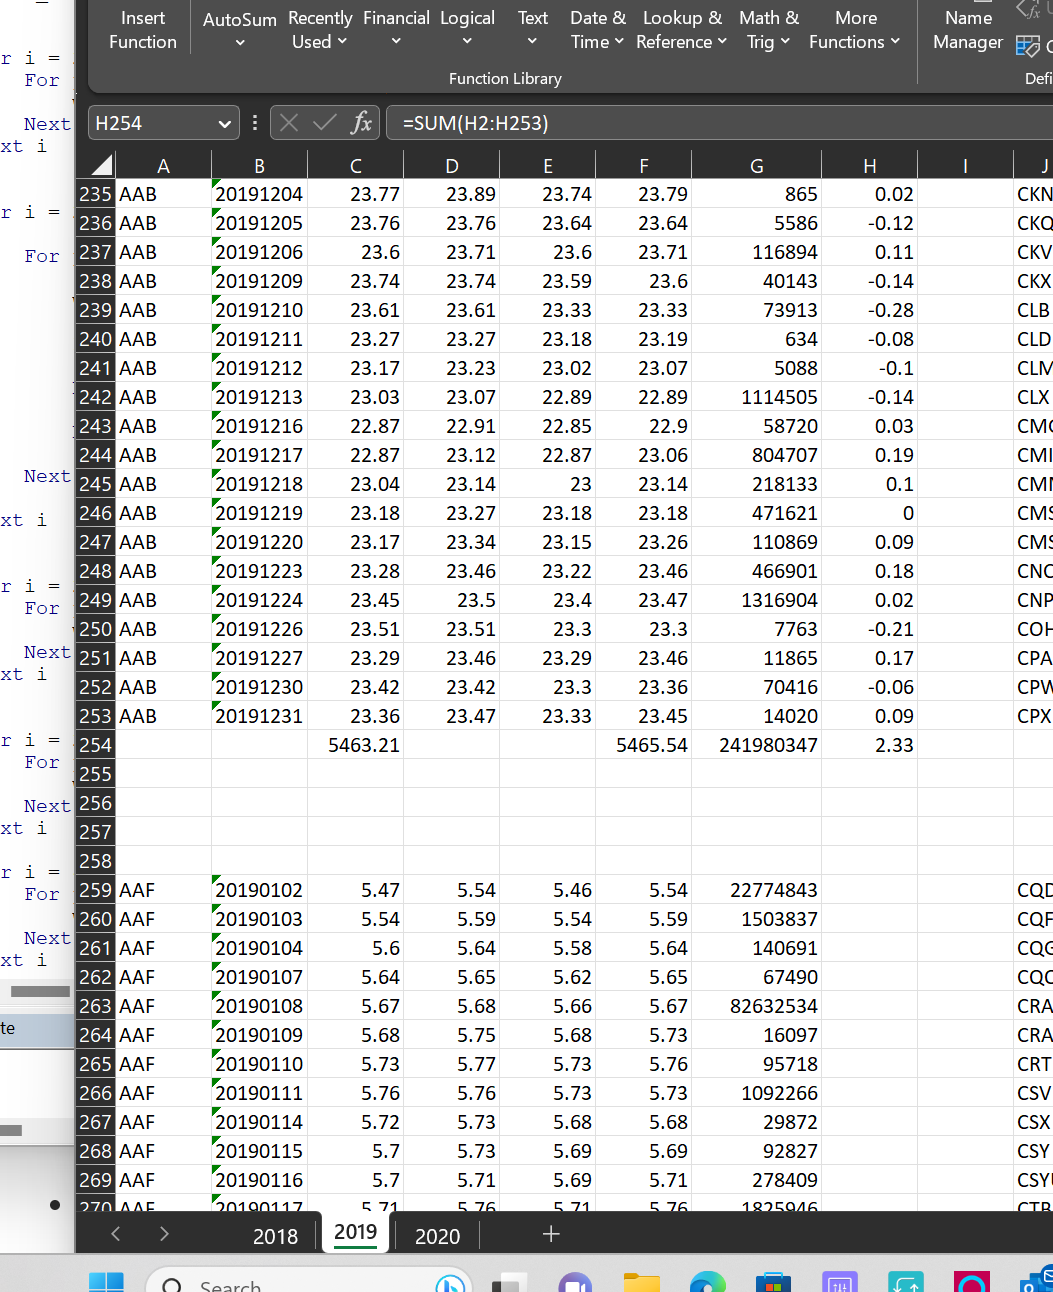 Insert Function
AutoSum
Recently Used
Financial
Logical
Text
Date & Time
Lookup & Reference
Math & Trig
More Functions
Name Manager
Function Library
Defi
H254 fx =SUM(H2:H253)
A B C D E F G H I J
235 AAB 20191204 23.77 23.89 23.74 23.79 865 0.02 CKN
236 AAB 20191205 23.76 23.76 23.64 23.64 5586 -0.12 CKQ
237 AAB 20191206 23.6 23.71 23.6 23.71 116894 0.11 CKV
238 AAB 20191209 23.74 23.74 23.59 23.6 40143 -0.14 CKX
239 AAB 20191210 23.61 23.61 23.33 23.33 73913 -0.28 CLB
240 AAB 20191211 23.27 23.27 23.18 23.19 634 -0.08 CLD
241 AAB 20191212 23.17 23.23 23.02 23.07 5088 -0.1 CLM
242 AAB 20191213 23.03 23.07 22.89 22.89 1114505 -0.14 CLX
243 AAB 20191216 22.87 22.91 22.85 22.9 58720 0.03 CM
244 AAB 20191217 22.87 23.12 22.87 23.06 804707 0.19 CMI
245 AAB 20191218 23.04 23.14 23 23.14 218133 0.1 CM
246 AAB 20191219 23.18 23.27 23.18 23.18 471621 0 CMS
247 AAB 20191220 23.17 23.34 23.15 23.26 110869 0.09 CMS
248 AAB 20191223 23.28 23.46 23.22 23.46 466901 0.18 CNC
249 AAB 20191224 23.45 23.5 23.4 23.47 1316904 0.02 CNP
250 AAB 20191226 23.51 23.51 23.3 23.3 7763 -0.21 COH
251 AAB 20191227 23.29 23.46 23.29 23.46 11865 0.17 CPA
252 AAB 20191230 23.42 23.42 23.3 23.36 70416 -0.06 CPW
253 AAB 20191231 23.36 23.47 23.33 23.45 14020 0.09 CPX
254 5463.21 5465.54 241980347 2.33
255
256
257
258
259 AAF 20190102 5.47 5.54 5.46 5.54 22774843 CQD
260 AAF 20190103 5.54 5.59 5.54 5.59 1503837 CQF
261 AAF 20190104 5.6 5.64 5.58 5.64 140691 CQG
262 AAF 20190107 5.64 5.65 5.62 5.65 67490 CQO
263 AAF 20190108 5.67 5.68 5.66 5.67 82632534 CRA
264 AAF 20190109 5.68 5.75 5.68 5.73 16097 CRA
265 AAF 20190110 5.73 5.77 5.73 5.76 95718 CRT
266 AAF 20190111 5.76 5.76 5.73 5.73 1092266 CSV
267 AAF 20190114 5.72 5.73 5.68 5.68 29872 CSX
268 AAF 20190115 5.7 5.73 5.69 5.69 92827 CSY
269 AAF 20190116 5.7 5.71 5.69 5.71 278409 CSY
270 AAF 20190117 5.71 5.76 5.71 5.76 1825946 CTB
2018 2019 2020 +
Search
r i =
For
Next
xt i
r i =
For
Next
xt i
r i =
For
Next
xt i
r i =
For
Next
xt i
r i =
For
Next
xt i
te